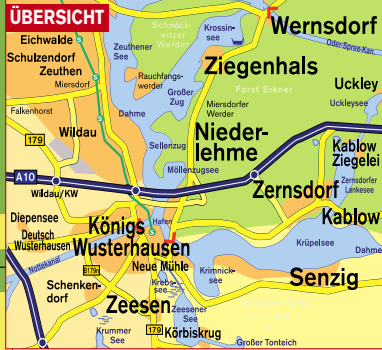 ÜBERSICHT
Eichwalde
Schulzendorf
Zeuthen
Miersdorf
Zeuthener
See
Schmöck-
witzer
Werder
Krossin-
see
Wernsdorf
Oder-Spree-Kan.
Ziegenhals
Rauchfangs-
werder
Großer
Zug
Forst Erkner
Uckley
Uckleysee
Falkenhorst
Dahme
Miersdorfer
Werder
179
Wildau
Nieder-
lehme
Sellenzug
Möllenzugsee
Kablow
Ziegelei
A10
Wildau/KW
Zernsdorf
Zernsdorfer
Lankesee
Diepensee
Deutsch
Wusterhausen
Königs
Wusterhausen
Hafen
Kablow
Krüpelsee
Dahme
Nottekanal
B179n
Neue Mühle
Krimnick-
see
Senzig
Schenken-
dorf
Krebs-
see
Zeesen
Zeesener
See
Krummer
See
179
Körbiskrug
Großer Tonteich